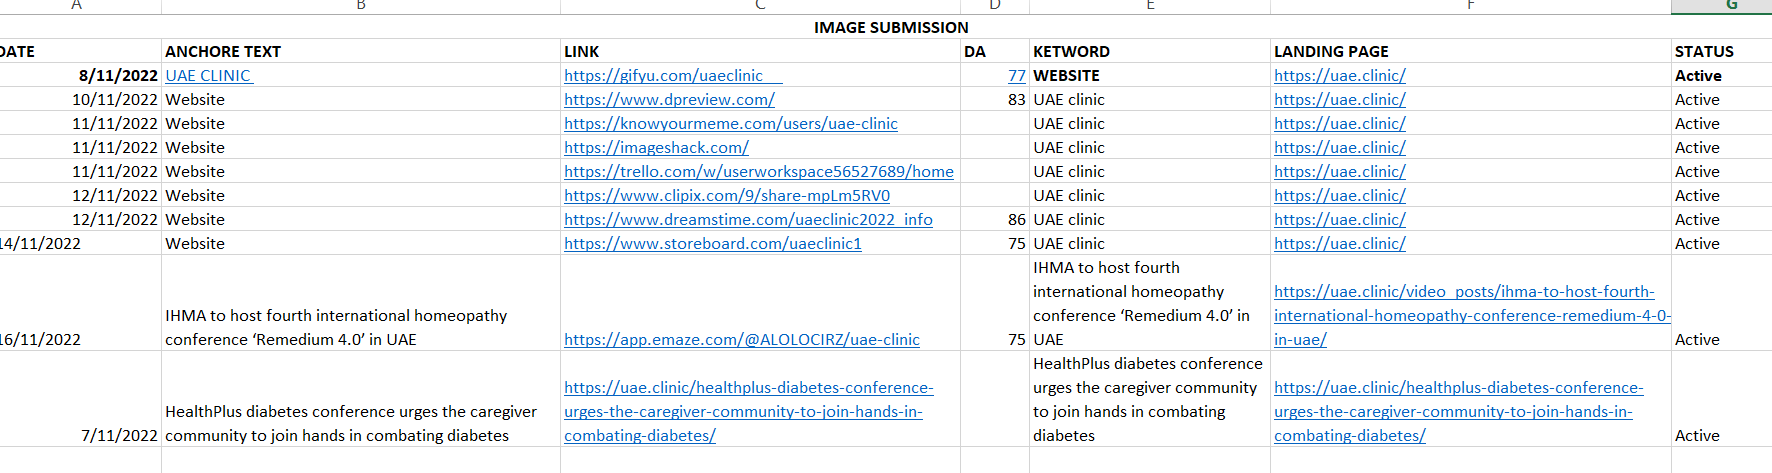 A B C D E F G
IMAGE SUBMISSION
DATE ANCHORE TEXT LINK DA KETWORD LANDING PAGE STATUS
8/11/2022 UAE CLINIC https://gifyu.com/uaeclinic 77 WEBSITE https://uae.clinic/ Active
10/11/2022 Website https://www.dpreview.com/ 83 UAE clinic https://uae.clinic/ Active
11/11/2022 Website https://knowyourmeme.com/users/uae-clinic UAE clinic https://uae.clinic/ Active
11/11/2022 Website https://imageshack.com/ UAE clinic https://uae.clinic/ Active
11/11/2022 Website https://trello.com/w/userworkspace56527689/home UAE clinic https://uae.clinic/ Active
12/11/2022 Website https://www.clipix.com/9/share-mpLm5RV0 UAE clinic https://uae.clinic/ Active
12/11/2022 Website https://www.dreamstime.com/uaeclinic2022_info 86 UAE clinic https://uae.clinic/ Active
14/11/2022 Website https://www.storeboard.com/uaeclinic1 75 UAE clinic https://uae.clinic/ Active
IHMA to host fourth
international homeopathy https://uae.clinic/video_posts/ihma-to-host-fourth-
IHMA to host fourth international homeopathy conference ‘Remedium 4.0’ in international-homeopathy-conference-remedium-4-0-
16/11/2022 conference ‘Remedium 4.0’ in UAE https://app.emaze.com/@ALOLOCIRZ/uae-clinic 75 UAE in-uae/ Active
HealthPlus diabetes conference
https://uae.clinic/healthplus-diabetes-conference- urges the caregiver community https://uae.clinic/healthplus-diabetes-conference-
HealthPlus diabetes conference urges the caregiver urges-the-caregiver-community-to-join-hands-in- to join hands in combating urges-the-caregiver-community-to-join-hands-in-
7/11/2022 community to join hands in combating diabetes combating-diabetes/ diabetes combating-diabetes/ Active